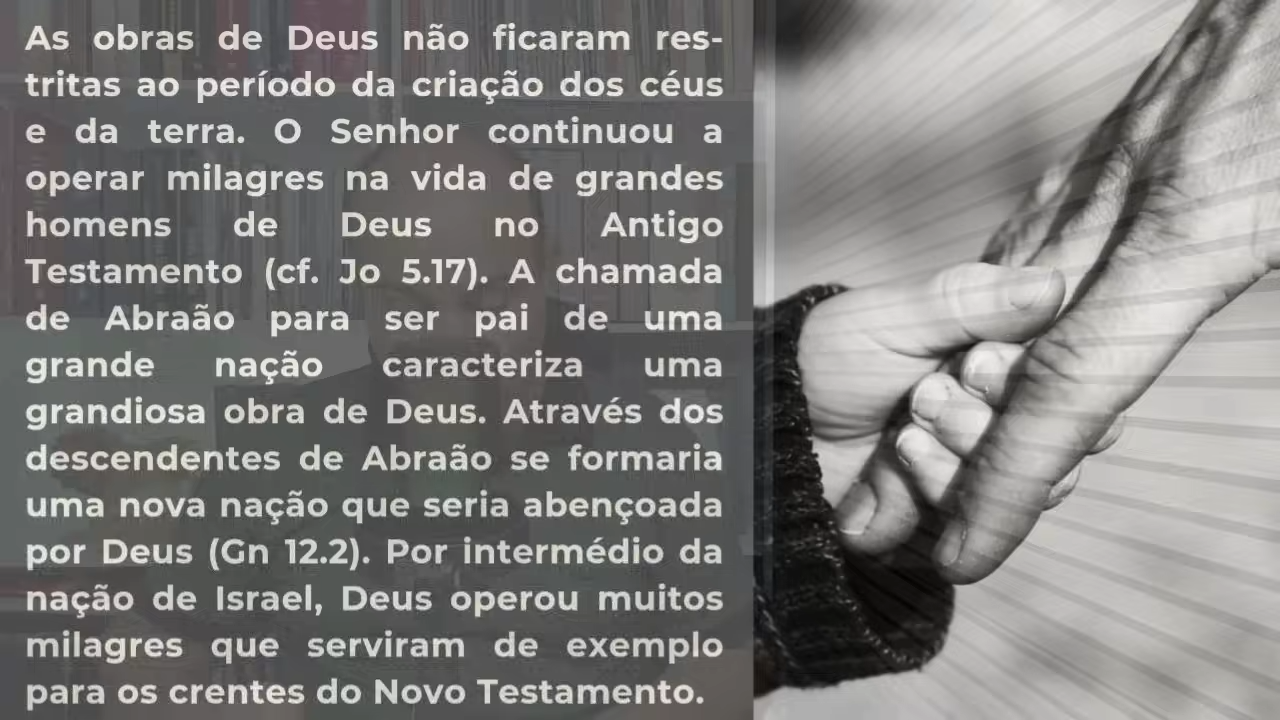 As obras de Deus não ficaram res-
tritas ao período da criação dos céus
e da terra. O Senhor continuou a
operar milagres na vida de grandes
homens de Deus no Antigo
Testamento (cf. Jo 5.17). A chamada
de Abraão para ser pai de uma
grande nação caracteriza uma
grandiosa obra de Deus. Através dos
descendentes de Abraão se formaria
uma nova nação que seria abençoada
por Deus (Gn 12.2). Por intermédio da
nação de Israel, Deus operou muitos
milagres que serviram de exemplo
para os crentes do Novo Testamento.